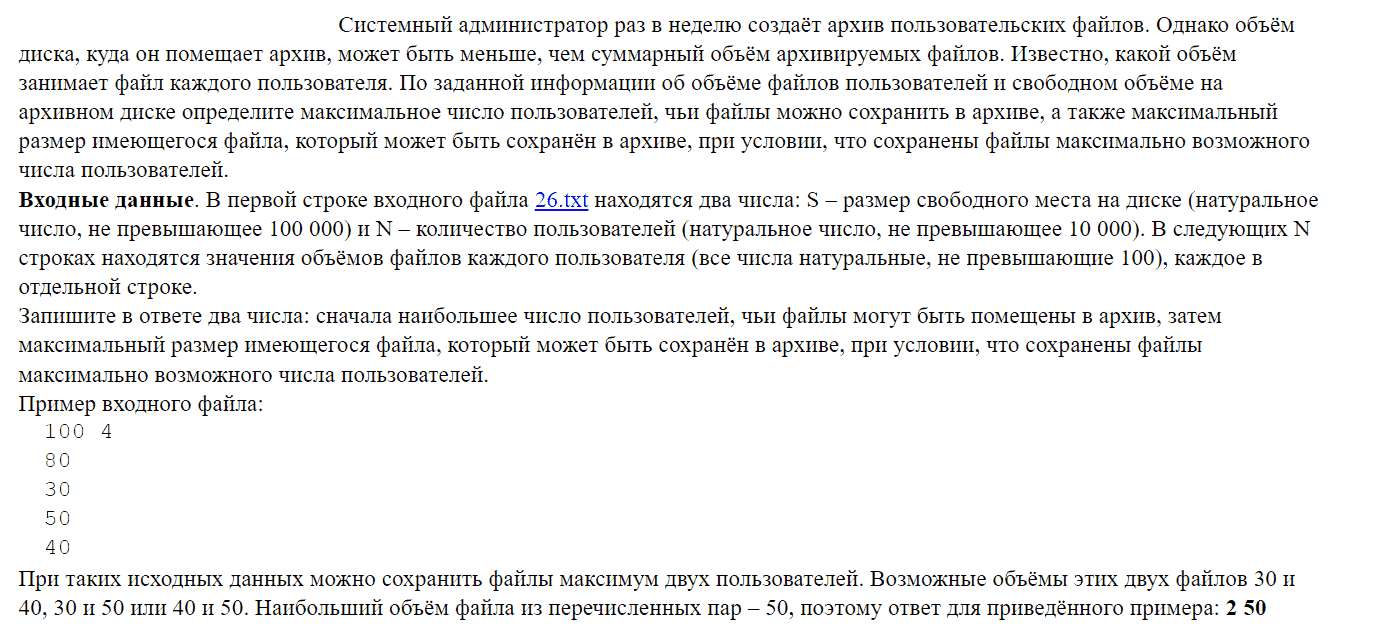 Системный администратор раз в неделю создаёт архив пользовательских файлов. Однако объём
диска, куда он помещает архив, может быть меньше, чем суммарный объём архивируемых файлов. Известно, какой объём
занимает файл каждого пользователя. По заданной информации об объёме файлов пользователей и свободном объёме на
архивном диске определите максимальное число пользователей, чьи файлы можно сохранить в архиве, а также максимальный
размер имеющегося файла, который может быть сохранён в архиве, при условии, что сохранены файлы максимально возможного
числа пользователей.
Входные данные. В первой строке входного файла 26.txt находятся два числа: S – размер свободного места на диске (натуральное
число, не превышающее 100 000) и N – количество пользователей (натуральное число, не превышающее 10 000). В следующих N
строках находятся значения объёмов файлов каждого пользователя (все числа натуральные, не превышающие 100), каждое в
отдельной строке.
Запишите в ответе два числа: сначала наибольшее число пользователей, чьи файлы могут быть помещены в архив, затем
максимальный размер имеющегося файла, который может быть сохранён в архиве, при условии, что сохранены файлы
максимально возможного числа пользователей.
Пример входного файла:
100 4
80
30
50
40
При таких исходных данных можно сохранить файлы максимум двух пользователей. Возможные объёмы этих двух файлов 30 и
40, 30 и 50 или 40 и 50. Наибольший объём файла из перечисленных пар – 50, поэтому ответ для приведённого примера: 2 50